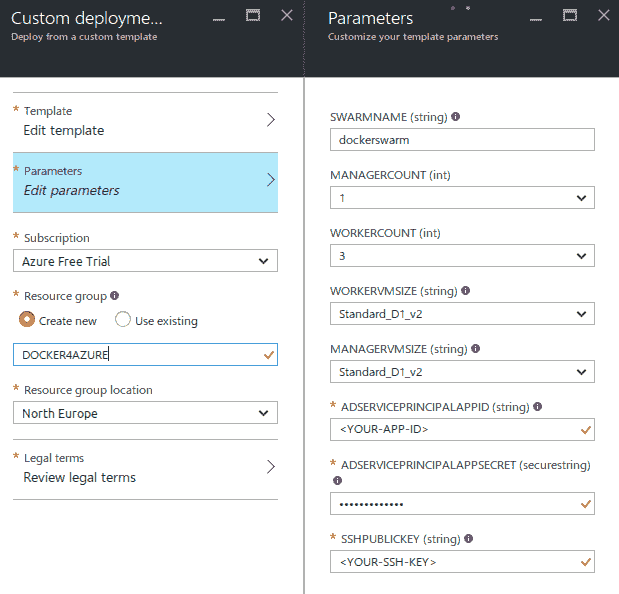 Custom deployme...
Deploy from a custom template
* Template
Edit template
* Parameters
Edit parameters
* Subscription
Azure Free Trial
* Resource group
Create new
Use existing
DOCKER4AZURE
* Resource group location
North Europe
* Legal terms
Review legal terms
Parameters
Customize your template parameters
SWARMNAME (string)
dockerswarm
MANAGERCOUNT (int)
1
WORKERCOUNT (int)
3
WORKERVMSIZE (string)
Standard_D1_v2
MANAGERVMSIZE (string)
Standard_D1_v2
* ADSERVICEPRINCIPALAPPID (string)
<YOUR-APP-ID>
* ADSERVICEPRINCIPALAPPSECRET (securestring)
•••••••••••••
* SSHPUBLICKEY (string)
<YOUR-SSH-KEY>